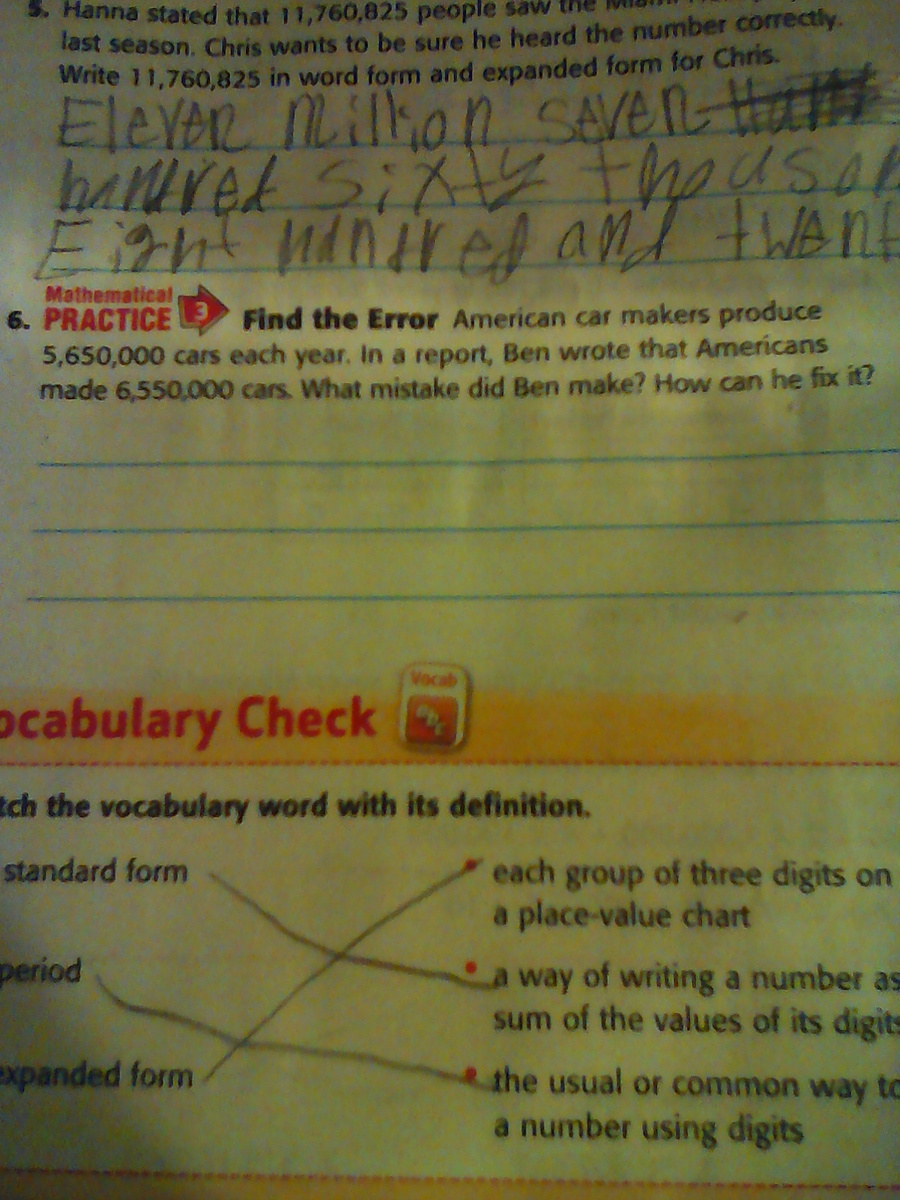 5. Hanna stated that 11,760,825 people saw the
last season. Chris wants to be sure he heard the number correctly.
Write 11,760,825 in word form and expanded form for Chris.
Eleven Million seven
hundred sixty thousan
Eight hundred and twent
6. Mathematical PRACTICE 3 Find the Error American car makers produce
5,650,000 cars each year. In a report, Ben wrote that Americans
made 6,550,000 cars. What mistake did Ben make? How can he fix it?
Vocab
ocabulary Check
tch the vocabulary word with its definition.
standard form
each group of three digits on
a place-value chart
period
a way of writing a number as
sum of the values of its digits
expanded form
the usual or common way to
a number using digits